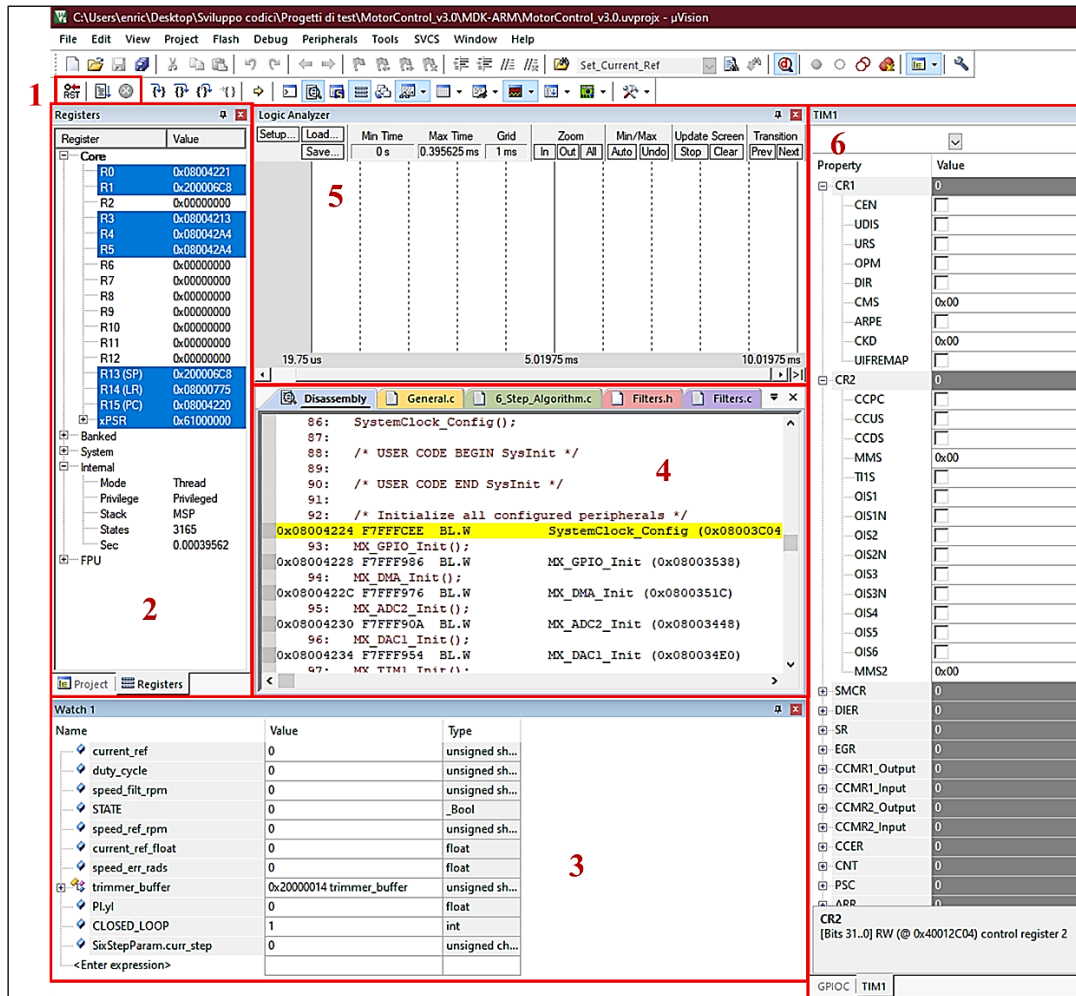 C:\Users\enric\Desktop\Sviluppo codici\Progetti di test\MotorControl_v3.0\MDK-ARM\MotorControl_v3.0.uvprojx - µVision
File Edit View Project Flash Debug Peripherals Tools SVCS Window Help
Set_Current_Ref
1
RST
Registers
Register Value
Core
R0 0x08004221
R1 0x200006C8
R2 0x00000000
R3 0x08004213
R4 0x080042A4
R5 0x080042A4
R6 0x00000000
R7 0x00000000
R8 0x00000000
R9 0x00000000
R10 0x00000000
R11 0x00000000
R12 0x00000000
R13 (SP) 0x200006C8
R14 (LR) 0x08000775
R15 (PC) 0x08004220
xPSR 0x61000000
Banked
System
Internal
Mode Thread
Privilege Privileged
Stack MSP
States 3165
Sec 0.00039562
FPU
2
Project Registers
Logic Analyzer
Setup... Load... Min Time Max Time Grid Zoom Min/Max Update Screen Transition
Save... 0 s 0.395625 ms 1 ms In Out All Auto Undo Stop Clear Prev Next
5
19.75 us 5.01975 ms 10.01975 ms
Disassembly General.c 6_Step_Algorithm.c Filters.h Filters.c
86: SystemClock_Config();
87:
88: /* USER CODE BEGIN SysInit */
89:
90: /* USER CODE END SysInit */
91:
92: /* Initialize all configured peripherals */
0x08004224 F7FFFCEE BL.W SystemClock_Config (0x08003C04
93: MX_GPIO_Init();
0x08004228 F7FFF986 BL.W MX_GPIO_Init (0x08003538)
94: MX_DMA_Init();
0x0800422C F7FFF976 BL.W MX_DMA_Init (0x0800351C)
95: MX_ADC2_Init();
0x08004230 F7FFF90A BL.W MX_ADC2_Init (0x08003448)
96: MX_DAC1_Init();
0x08004234 F7FFF954 BL.W MX_DAC1_Init (0x080034E0)
97: MX_TIM1_Init();
4
Watch 1
Name Value Type
current_ref 0 unsigned sh...
duty_cycle 0 unsigned sh...
speed_filt_rpm 0 unsigned sh...
STATE 0 _Bool
speed_ref_rpm 0 unsigned sh...
current_ref_float 0 float
speed_err_rads 0 float
trimmer_buffer 0x20000014 trimmer_buffer unsigned sh...
PI.yI 0 float
CLOSED_LOOP 1 int
SixStepParam.curr_step 0 unsigned ch...
<Enter expression>
3
TIM1
6
Property Value
CR1 0
CEN
UDIS
URS
OPM
DIR
CMS 0x00
ARPE
CKD 0x00
UIFREMAP
CR2 0
CCPC
CCUS
CCDS
MMS 0x00
TI1S
OIS1
OIS1N
OIS2
OIS2N
OIS3
OIS3N
OIS4
OIS5
OIS6
MMS2 0x00
SMCR 0
DIER 0
SR 0
EGR 0
CCMR1_Output 0
CCMR1_Input 0
CCMR2_Output 0
CCMR2_Input 0
CCER 0
CNT 0
PSC 0
ARR 0
CR2
[Bits 31..0] RW (@ 0x40012C04) control register 2
GPIOC TIM1